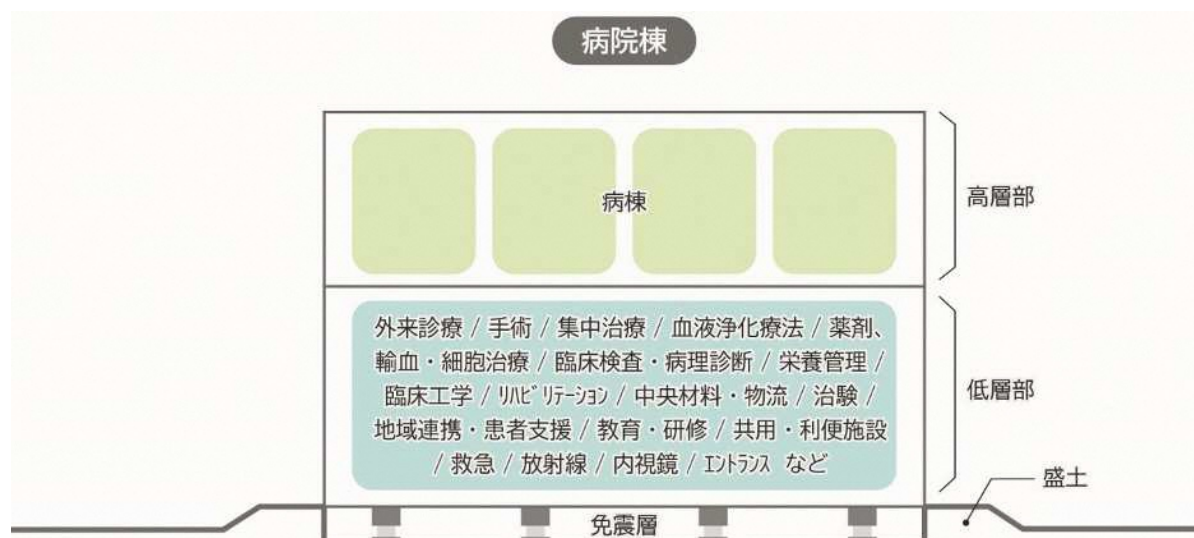 病院棟
病棟
高層部
外来診療 / 手術 / 集中治療 / 血液浄化療法 / 薬剤、
輸血・細胞治療 / 臨床検査・病理診断 / 栄養管理 /
臨床工学 / ﾘﾊﾋﾞﾘﾃｰｼｮﾝ / 中央材料・物流 / 治験 /
地域連携・患者支援 / 教育・研修 / 共用・利便施設
/ 救急 / 放射線 / 内視鏡 / ｴﾝﾄﾗﾝｽ など
低層部
盛土
免震層